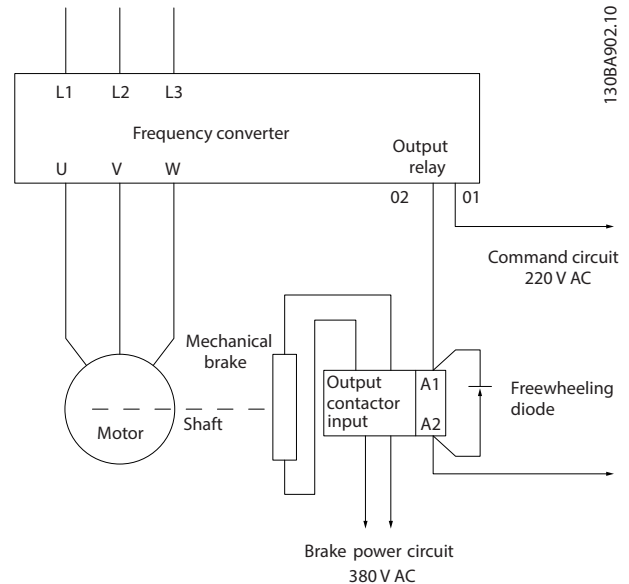 130BA902.10
L1 L2 L3
Frequency converter
Output
relay
U V W
02 01
Command circuit
220 V AC
Mechanical
brake
Output
contactor
input
A1
A2
Freewheeling
diode
Shaft
Motor
Brake power circuit
380 V AC